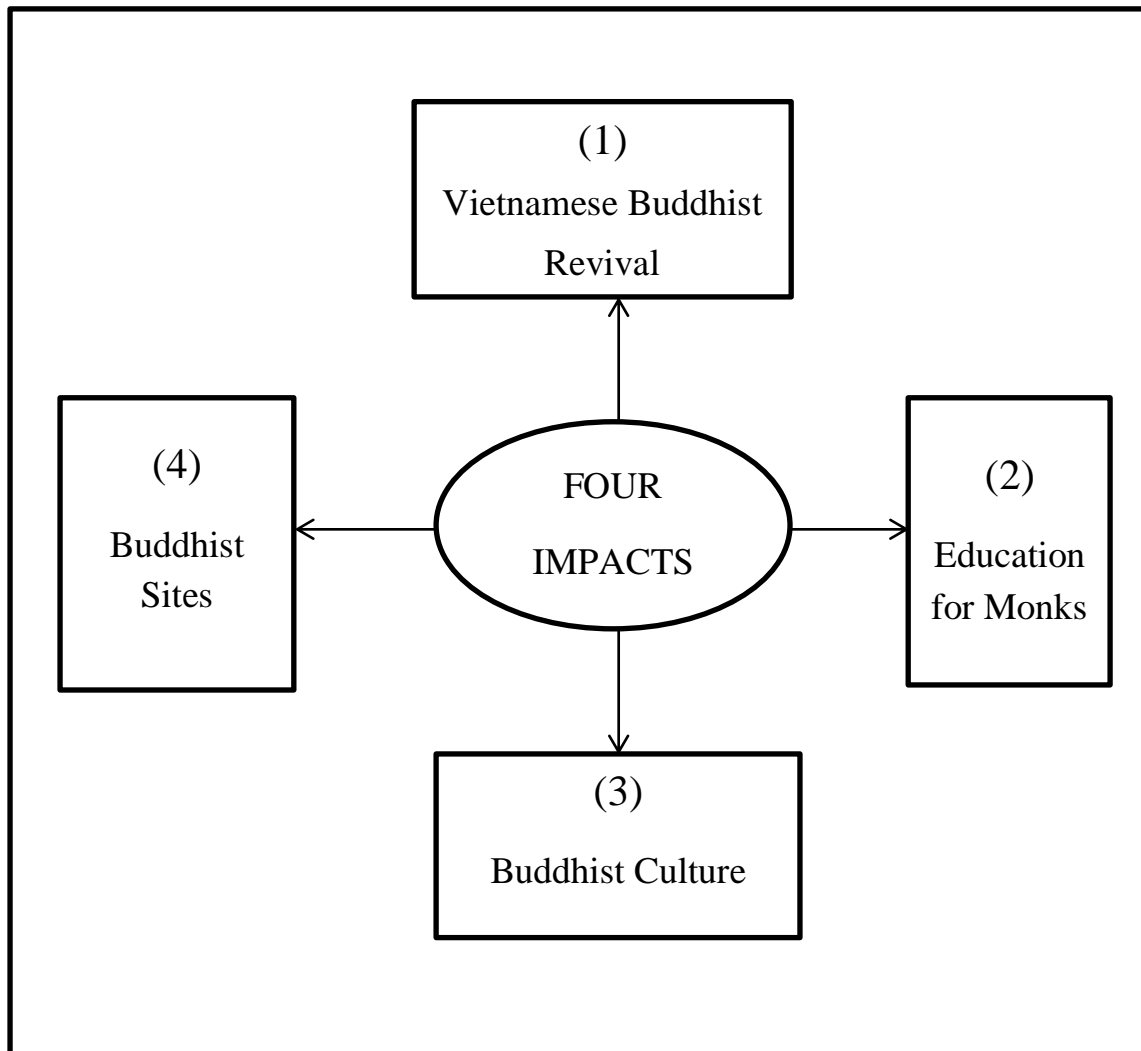 (1)
Vietnamese Buddhist
Revival
(4)
Buddhist
Sites
FOUR
IMPACTS
(2)
Education
for Monks
(3)
Buddhist Culture